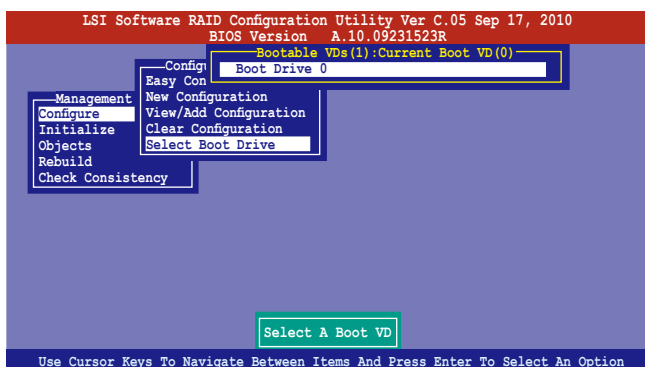 LSI Software RAID Configuration Utility Ver C.05 Sep 17, 2010
BIOS Version A.10.09231523R
Bootable VDs(1):Current Boot VD(0)
Boot Drive 0
Config
Easy Con
New Configuration
View/Add Configuration
Clear Configuration
Select Boot Drive
Management
Configure
Initialize
Objects
Rebuild
Check Consistency
Select A Boot VD
Use Cursor Keys To Navigate Between Items And Press Enter To Select An Option